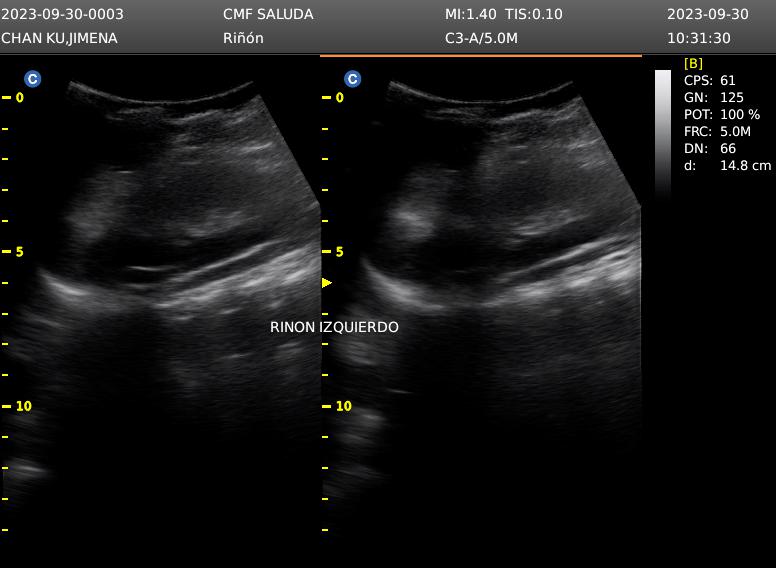 2023-09-30-0003 CMF SALUDA MI:1.40 TIS:0.10 2023-09-30
CHAN KU,JIMENA Riñón C3-A/5.0M 10:31:30
[B]
C C
CPS: 61
0 0
GN: 125
POT: 100 %
FRC: 5.0M
DN: 66
d: 14.8 cm
5 5
RINON IZQUIERDO
10 10